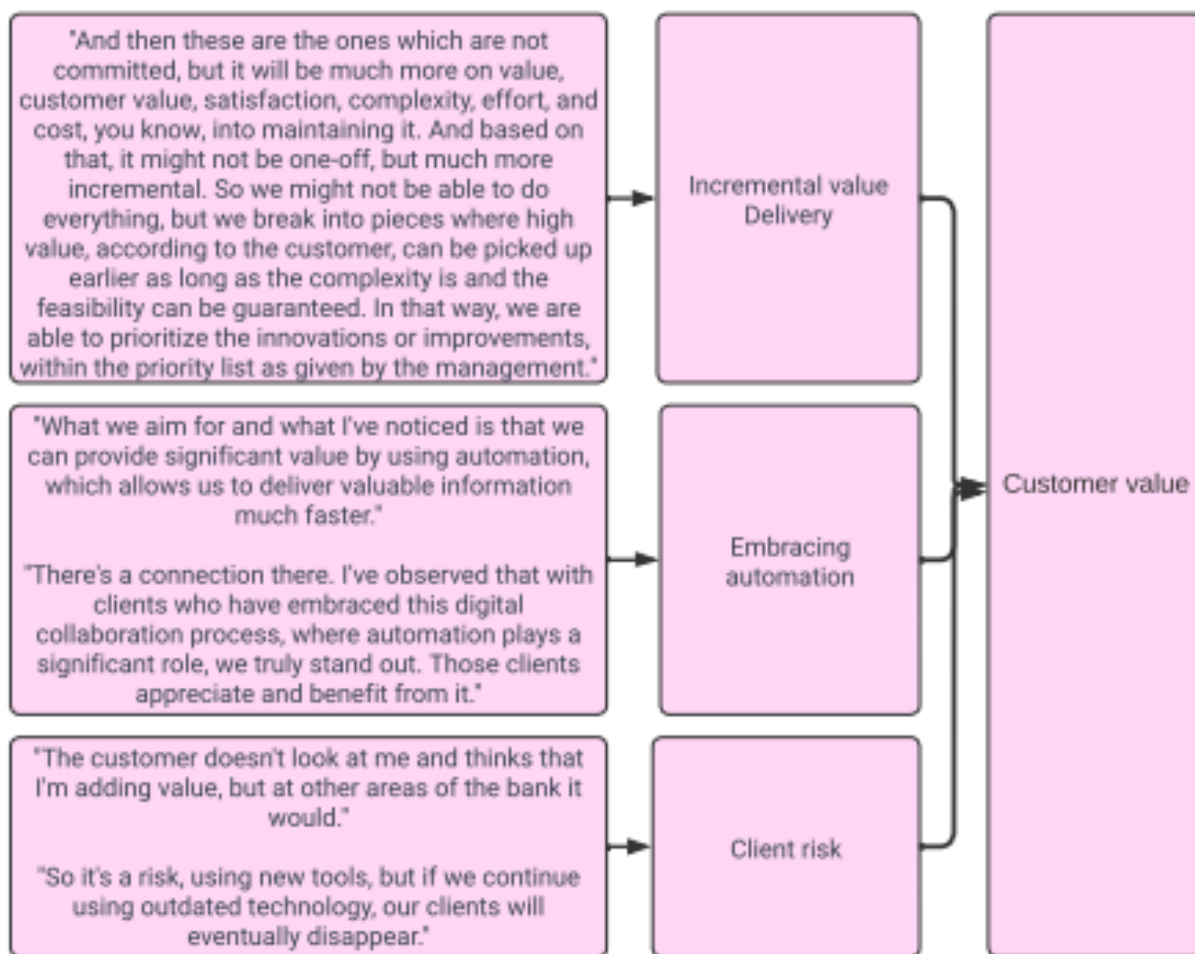 "And then these are the ones which are not
committed, but it will be much more on value,
customer value, satisfaction, complexity, effort, and
cost, you know, into maintaining it. And based on
that, it might not be one-off, but much more
incremental. So we might not be able to do
everything, but we break into pieces where high
value, according to the customer, can be picked up
earlier as long as the complexity is and the
feasibility can be guaranteed. In that way, we are
able to prioritize the innovations or improvements,
within the priority list as given by the management."
Incremental value
Delivery
"What we aim for and what I've noticed is that we
can provide significant value by using automation,
which allows us to deliver valuable information
much faster."
"There's a connection there. I've observed that with
clients who have embraced this digital
collaboration process, where automation plays a
significant role, we truly stand out. Those clients
appreciate and benefit from it."
Embracing
automation
"The customer doesn't look at me and thinks that
I'm adding value, but at other areas of the bank it
would."
"So it's a risk, using new tools, but if we continue
using outdated technology, our clients will
eventually disappear."
Client risk
Customer value